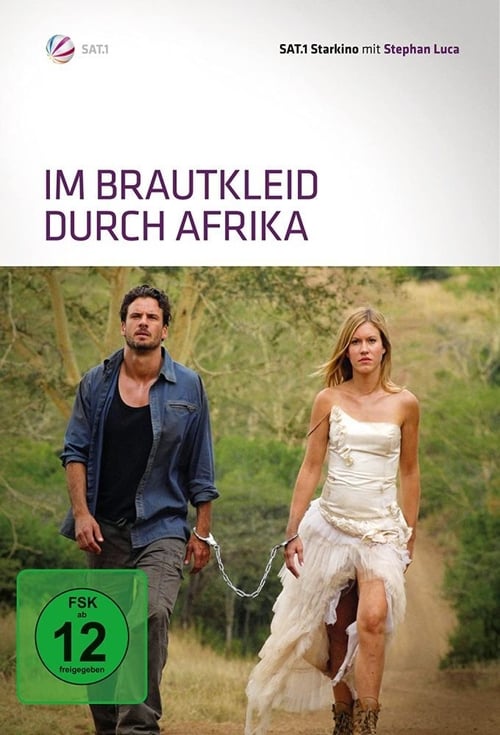 SAT.1
SAT.1 Starkino mit Stephan Luca
IM BRAUTKLEID
DURCH AFRIKA
FSK
ab
12
freigegeben